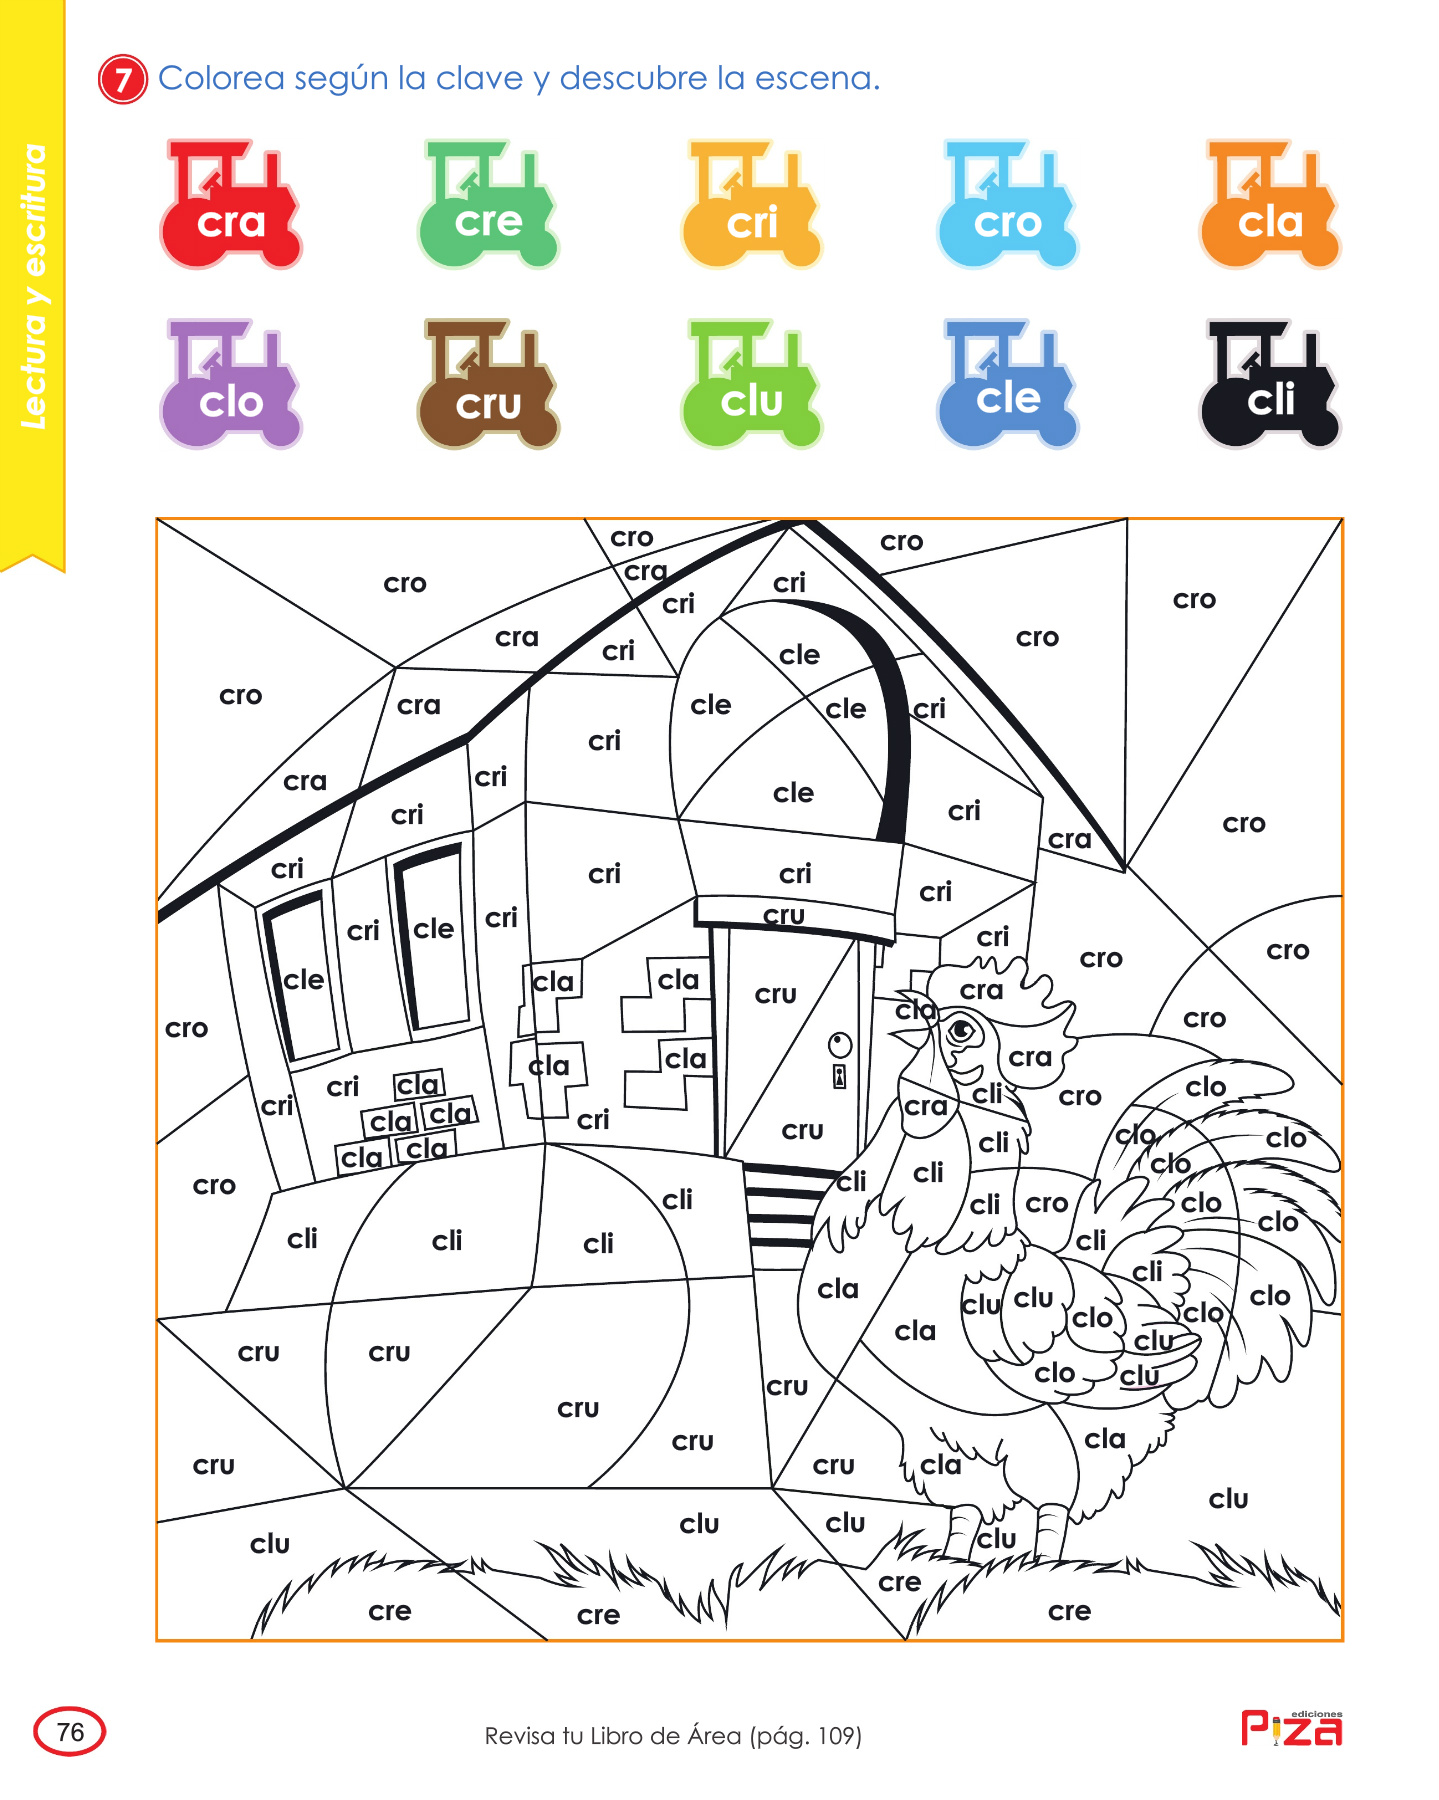 Lectura y escritura
7 Colorea según la clave y descubre la escena.
cra cre cri cro cla
clo cru clu cle cli
cro cro
cro cra cri cro
cri
cra cri cle cro
cro cra cle cle cri
cri
cra cri cle
cri cri cra cro
cri cri cri cri
cri cle cri cru cri
cle cla cla cru cra cro cro
cro cla cro
cri cla cla cla cra
cri cla cla cri cra cli cro clo
cla cla cru cli clo clo
cro cli cli cli clo
cli cli cli cro clo clo
cli cli cli
cla clu clu clo clo clo
cru cru cla clu
cru cru clo clu
cru cru cla cla
cru clu
clu clu clu clu
cre cre cre cre
76
Revisa tu Libro de Área (pág. 109)
ediciones
Piza